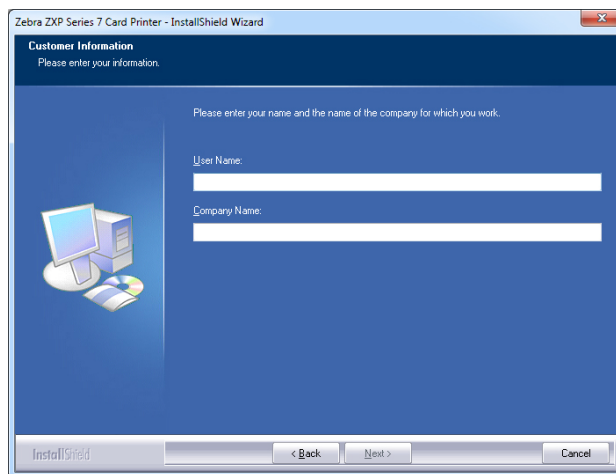 Zebra ZXP Series 7 Card Printer - InstallShield Wizard
Customer Information
Please enter your information.
Please enter your name and the name of the company for which you work.
User Name:
Company Name:
InstallShield
< Back
Next >
Cancel